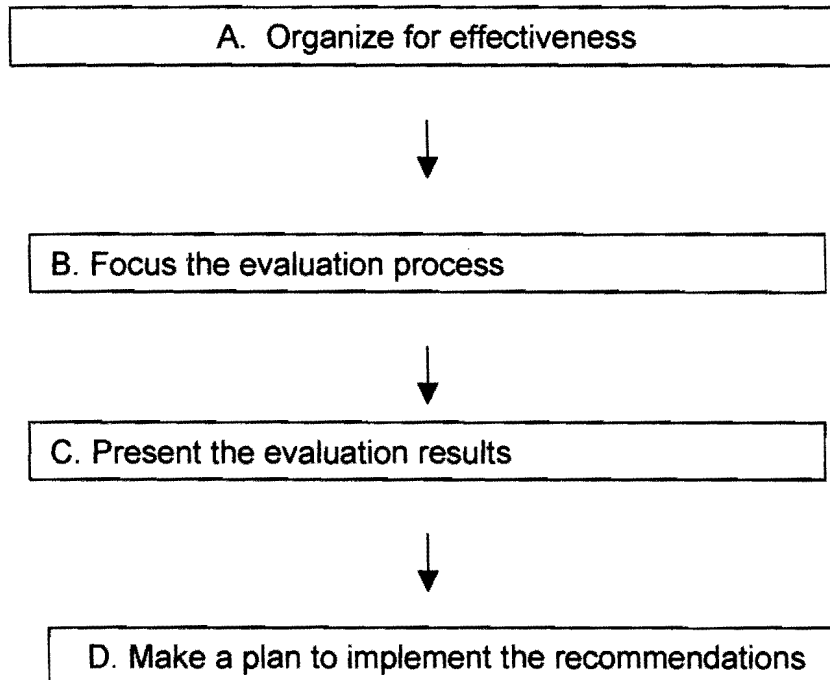 A. Organize for effectiveness
B. Focus the evaluation process
C. Present the evaluation results
D. Make a plan to implement the recommendations